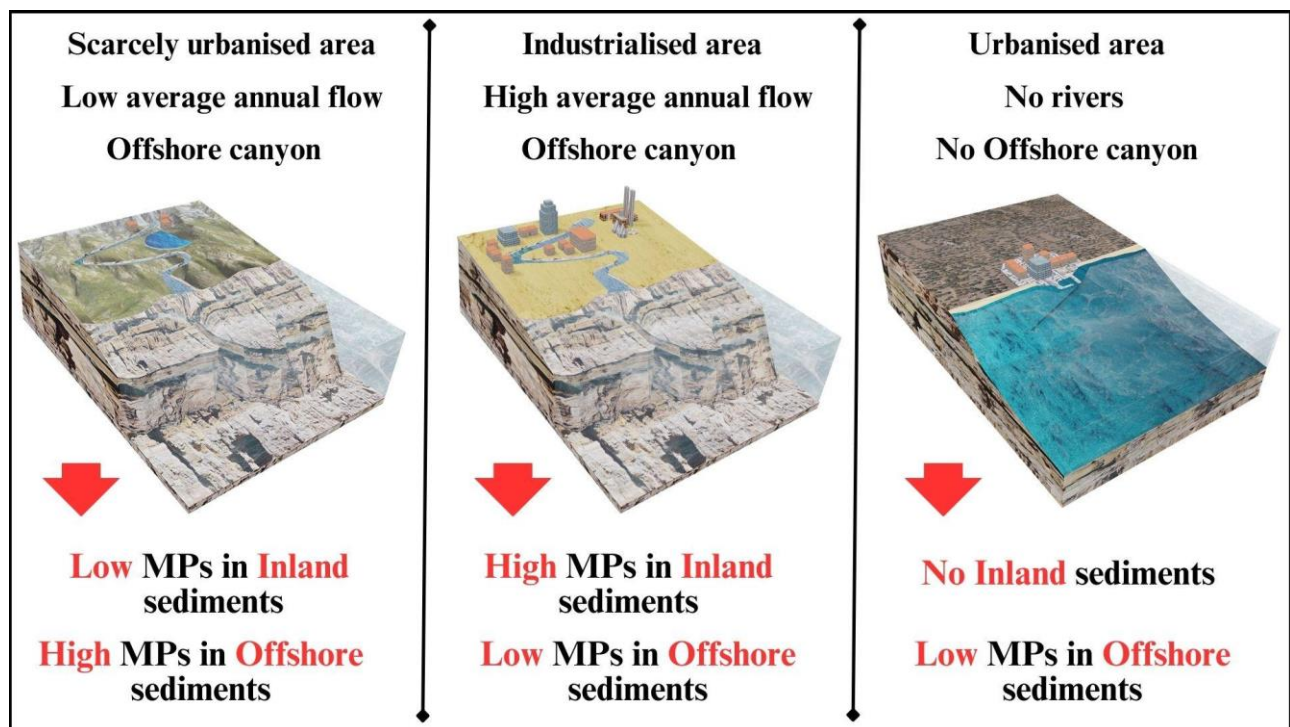 Scarcely urbanised area
Low average annual flow
Offshore canyon
Low MPs in Inland
sediments
High MPs in Offshore
sediments
Industrialised area
High average annual flow
Offshore canyon
High MPs in Inland
sediments
Low MPs in Offshore
sediments
Urbanised area
No rivers
No Offshore canyon
No Inland sediments
Low MPs in Offshore
sediments